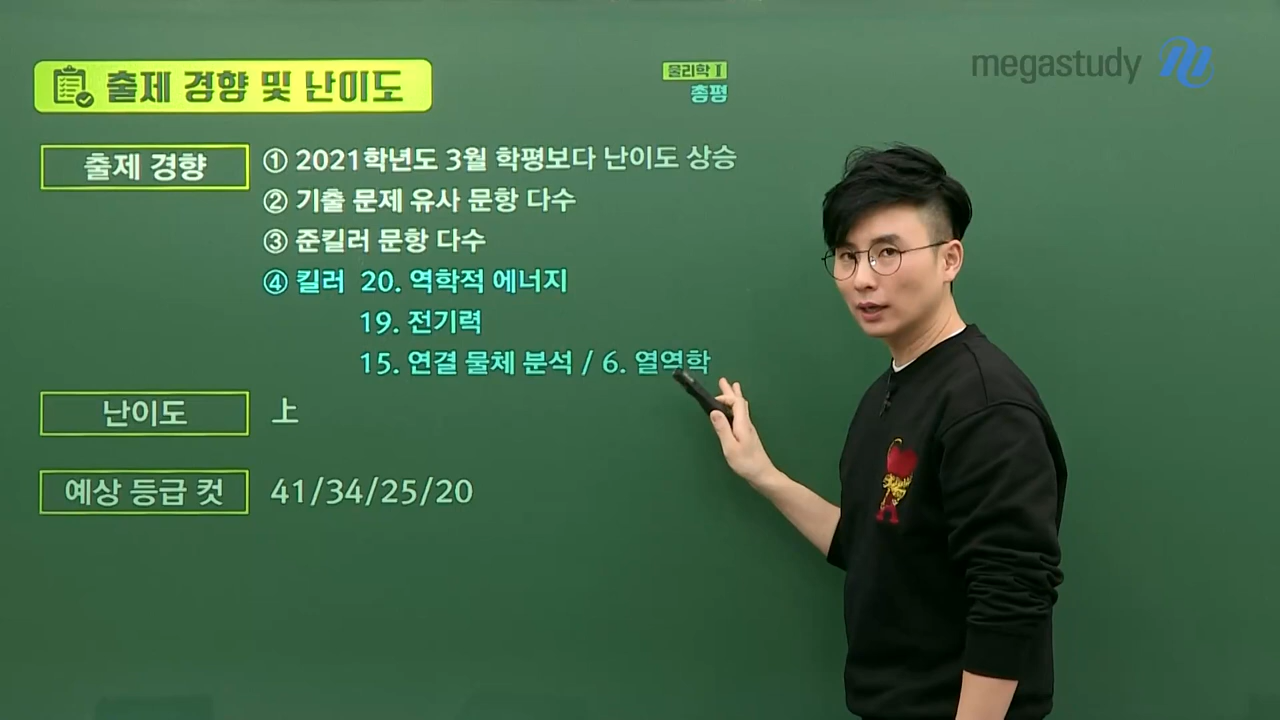 출제 경향 및 난이도
물리학 I
총평
megastudy
출제 경향
① 2021학년도 3월 학평보다 난이도 상승
② 기출 문제 유사 문항 다수
③ 준킬러 문항 다수
④ 킬러 20. 역학적 에너지
19. 전기력
15. 연결 물체 분석 / 6. 열역학
난이도
上
예상 등급 컷
41/34/25/20